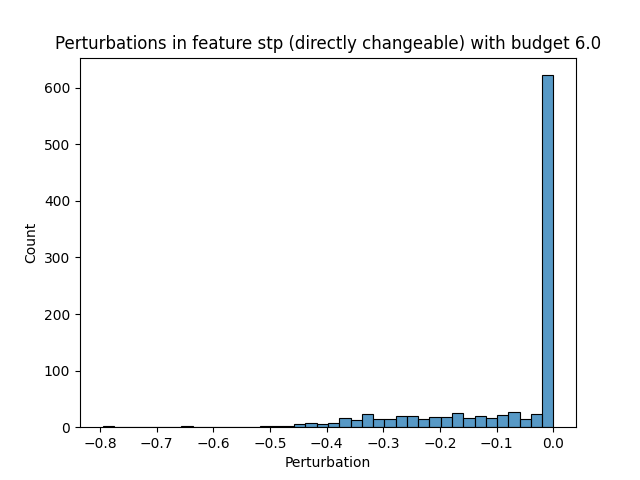 Perturbations in feature stp (directly changeable) with budget 6.0
Count
600
500
400
300
200
100
0
−0.8 −0.7 −0.6 −0.5 −0.4 −0.3 −0.2 −0.1 0.0
Perturbation